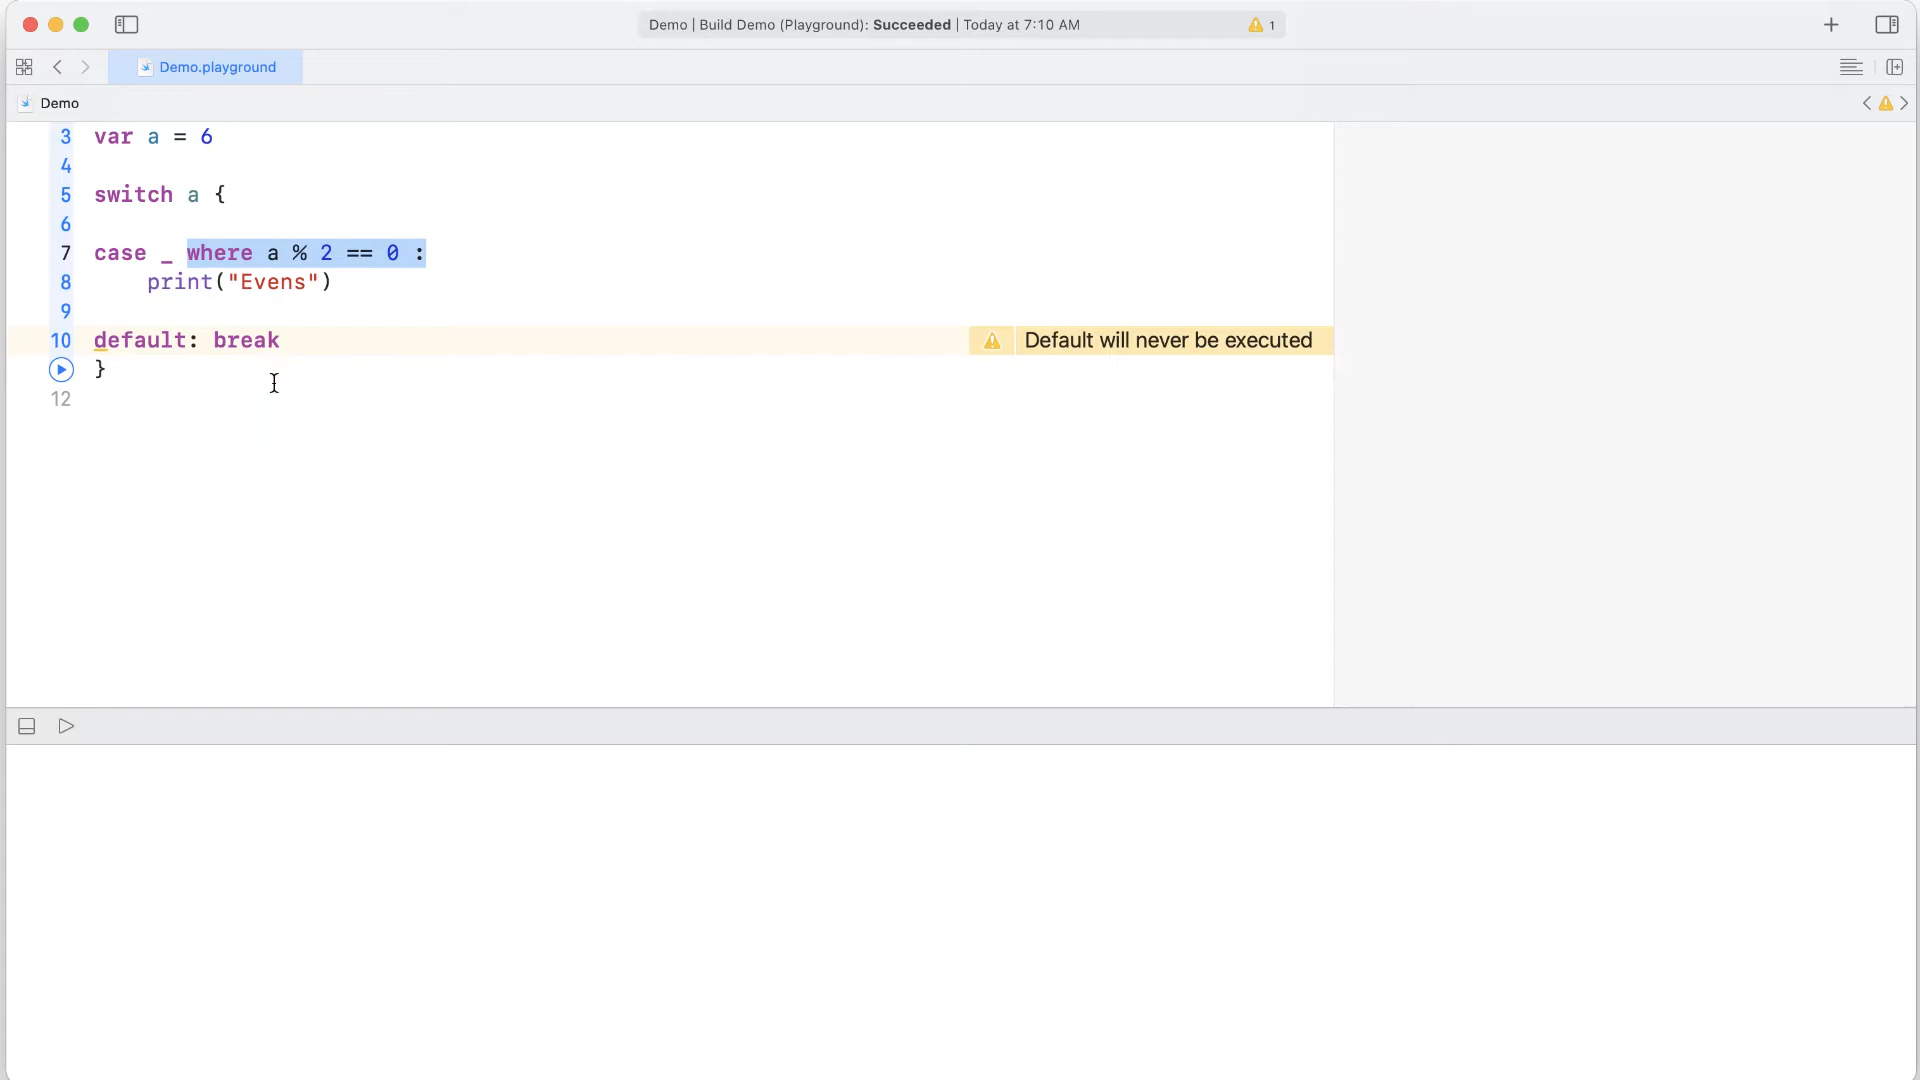 Demo | Build Demo (Playground): Succeeded | Today at 7:10 AM 1
Demo.playground
Demo
3 var a = 6
4
5 switch a {
6
7 case _ where a % 2 == 0 :
8 print("Evens")
9
10 default: break Default will never be executed
}
12